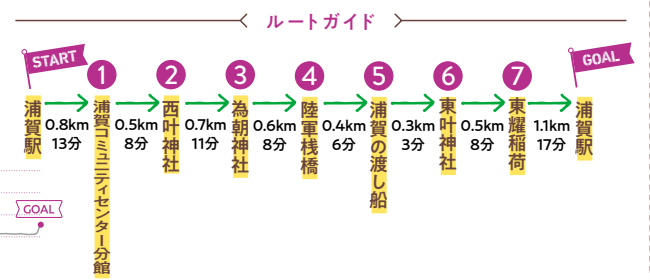 ルートガイド
START
1
2
3
4
5
6
7
GOAL
浦賀駅
0.8km
13分
浦賀コミュニティセンター分館
0.5km
8分
西叶神社
0.7km
11分
為朝神社
0.6km
8分
陸軍桟橋
0.4km
6分
浦賀の渡し船
0.3km
3分
東叶神社
0.5km
8分
東耀稲荷
1.1km
17分
浦賀駅
GOAL